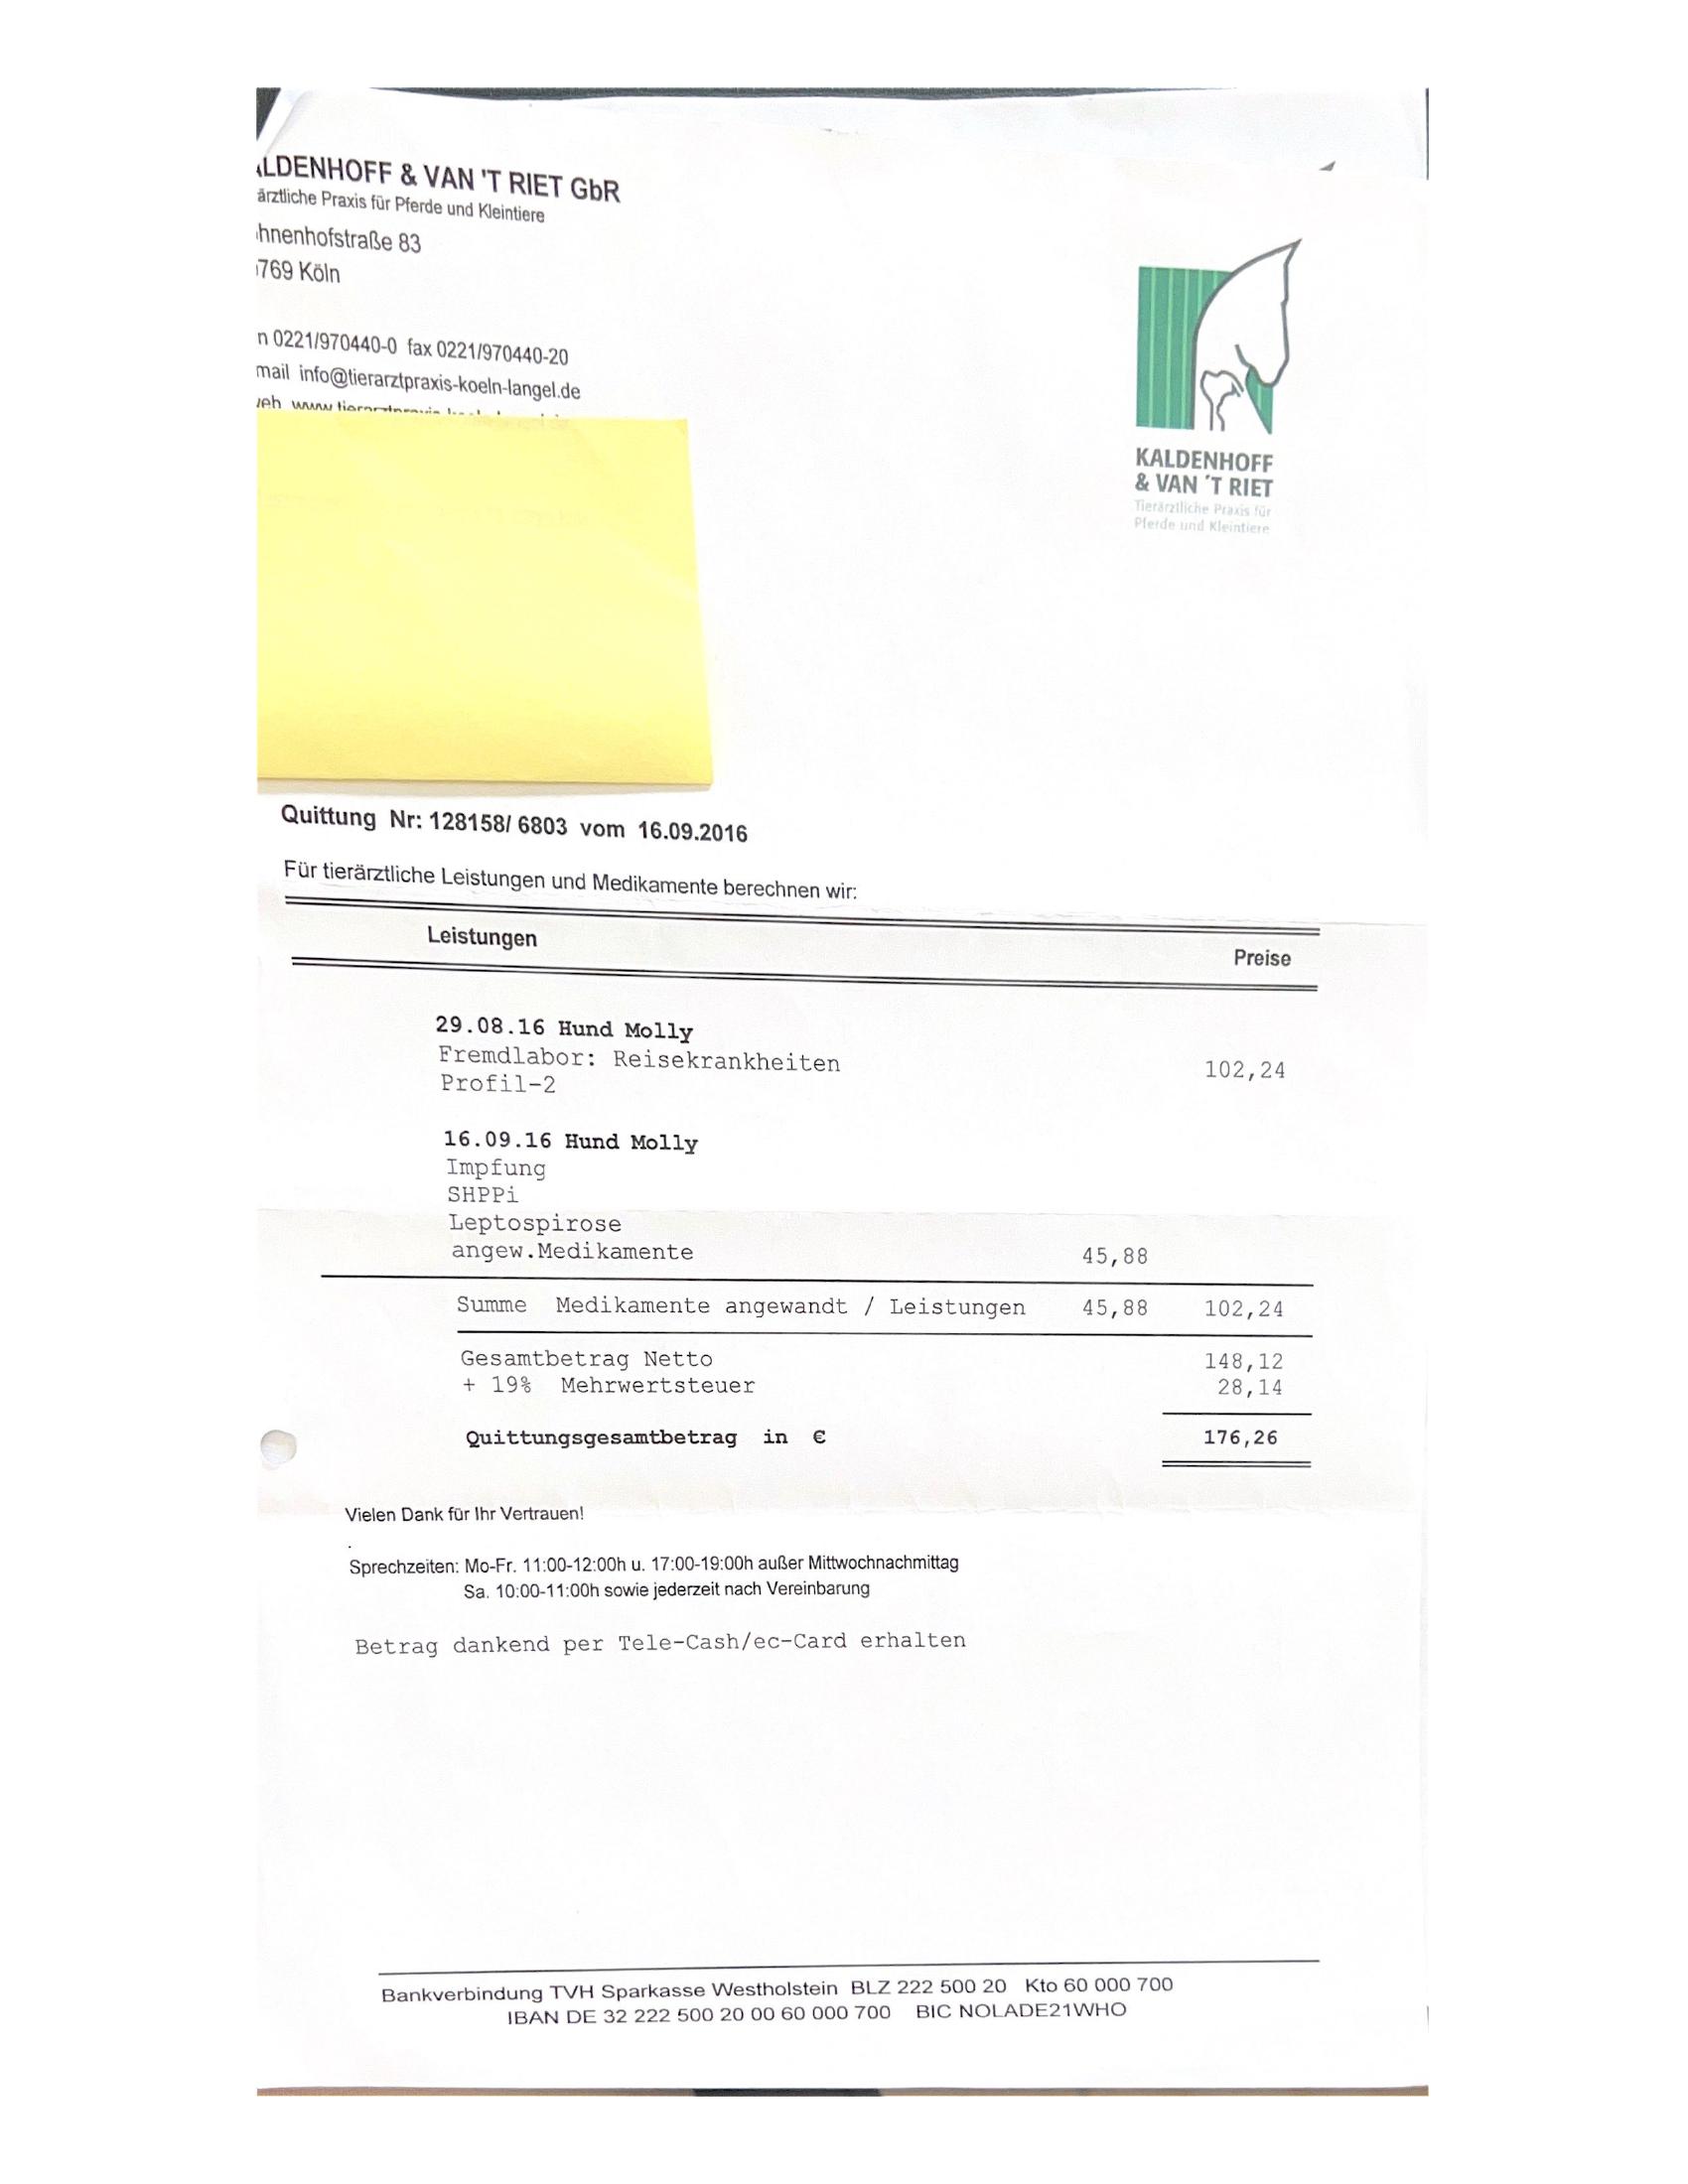 ALDENHOFF & VAN 'T RIET GbR
ärztliche Praxis für Pferde und Kleintiere
hnenhofstraße 83
769 Köln
n 0221/970440-0 fax 0221/970440-20
mail info@tierarztpraxis-koeln-langel.de
KALDENHOFF
& VAN 'T RIET
Tierärztliche Praxis für
Pferde und Kleintiere
Quittung Nr: 128158/ 6803 vom 16.09.2016
Für tierärztliche Leistungen und Medikamente berechnen wir:
Leistungen Preise
29.08.16 Hund Molly
Fremdlabor: Reisekrankheiten 102,24
Profil-2
16.09.16 Hund Molly
Impfung
SHPPi
Leptospirose
angew.Medikamente 45,88
Summe Medikamente angewandt / Leistungen 45,88 102,24
Gesamtbetrag Netto 148,12
+ 19% Mehrwertsteuer 28,14
Quittungsgesamtbetrag in € 176,26
Vielen Dank für Ihr Vertrauen!
.
Sprechzeiten: Mo-Fr. 11:00-12:00h u. 17:00-19:00h außer Mittwochnachmittag
Sa. 10:00-11:00h sowie jederzeit nach Vereinbarung
Betrag dankend per Tele-Cash/ec-Card erhalten
Bankverbindung TVH Sparkasse Westholstein BLZ 222 500 20 Kto 60 000 700
IBAN DE 32 222 500 20 00 60 000 700 BIC NOLADE21WHO